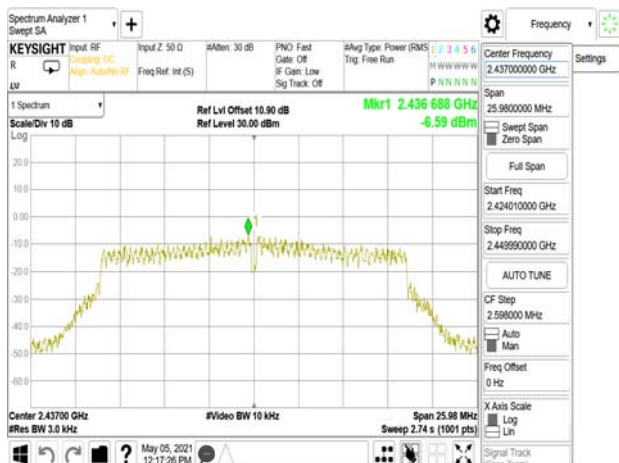 Spectrum Analyzer 1
Swept SA
+
Frequency
KEYSIGHT
R
LVI
Input: RF
Coupling: DC
Align: Auto/No RF
Input Z: 50 Ω
Freq Ref: Int (S)
#Atten: 30 dB
PNO: Fast
Gate: Off
IF Gain: Low
Sig Track: Off
#Avg Type: Power (RMS
Trig: Free Run
1 2 3 4 5 6
M W W W W W
P N N N N N
1 Spectrum
Scale/Div 10 dB
Ref Lvl Offset 10.90 dB
Ref Level 30.00 dBm
Mkr1 2.436 688 GHz
-6.59 dBm
Log
20.0
10.0
0.00
-10.0
-20.0
-30.0
-40.0
-50.0
-60.0
1
Center 2.43700 GHz
#Res BW 3.0 kHz
#Video BW 10 kHz
Span 25.98 MHz
Sweep 2.74 s (1001 pts)
May 05, 2021
12:17:26 PM
?
Center Frequency
2.437000000 GHz
Settings
Span
25.9800000 MHz
Swept Span
Zero Span
Full Span
Start Freq
2.424010000 GHz
Stop Freq
2.449990000 GHz
AUTO TUNE
CF Step
2.598000 MHz
Auto
Man
Freq Offset
0 Hz
X Axis Scale
Log
Lin
Signal Track